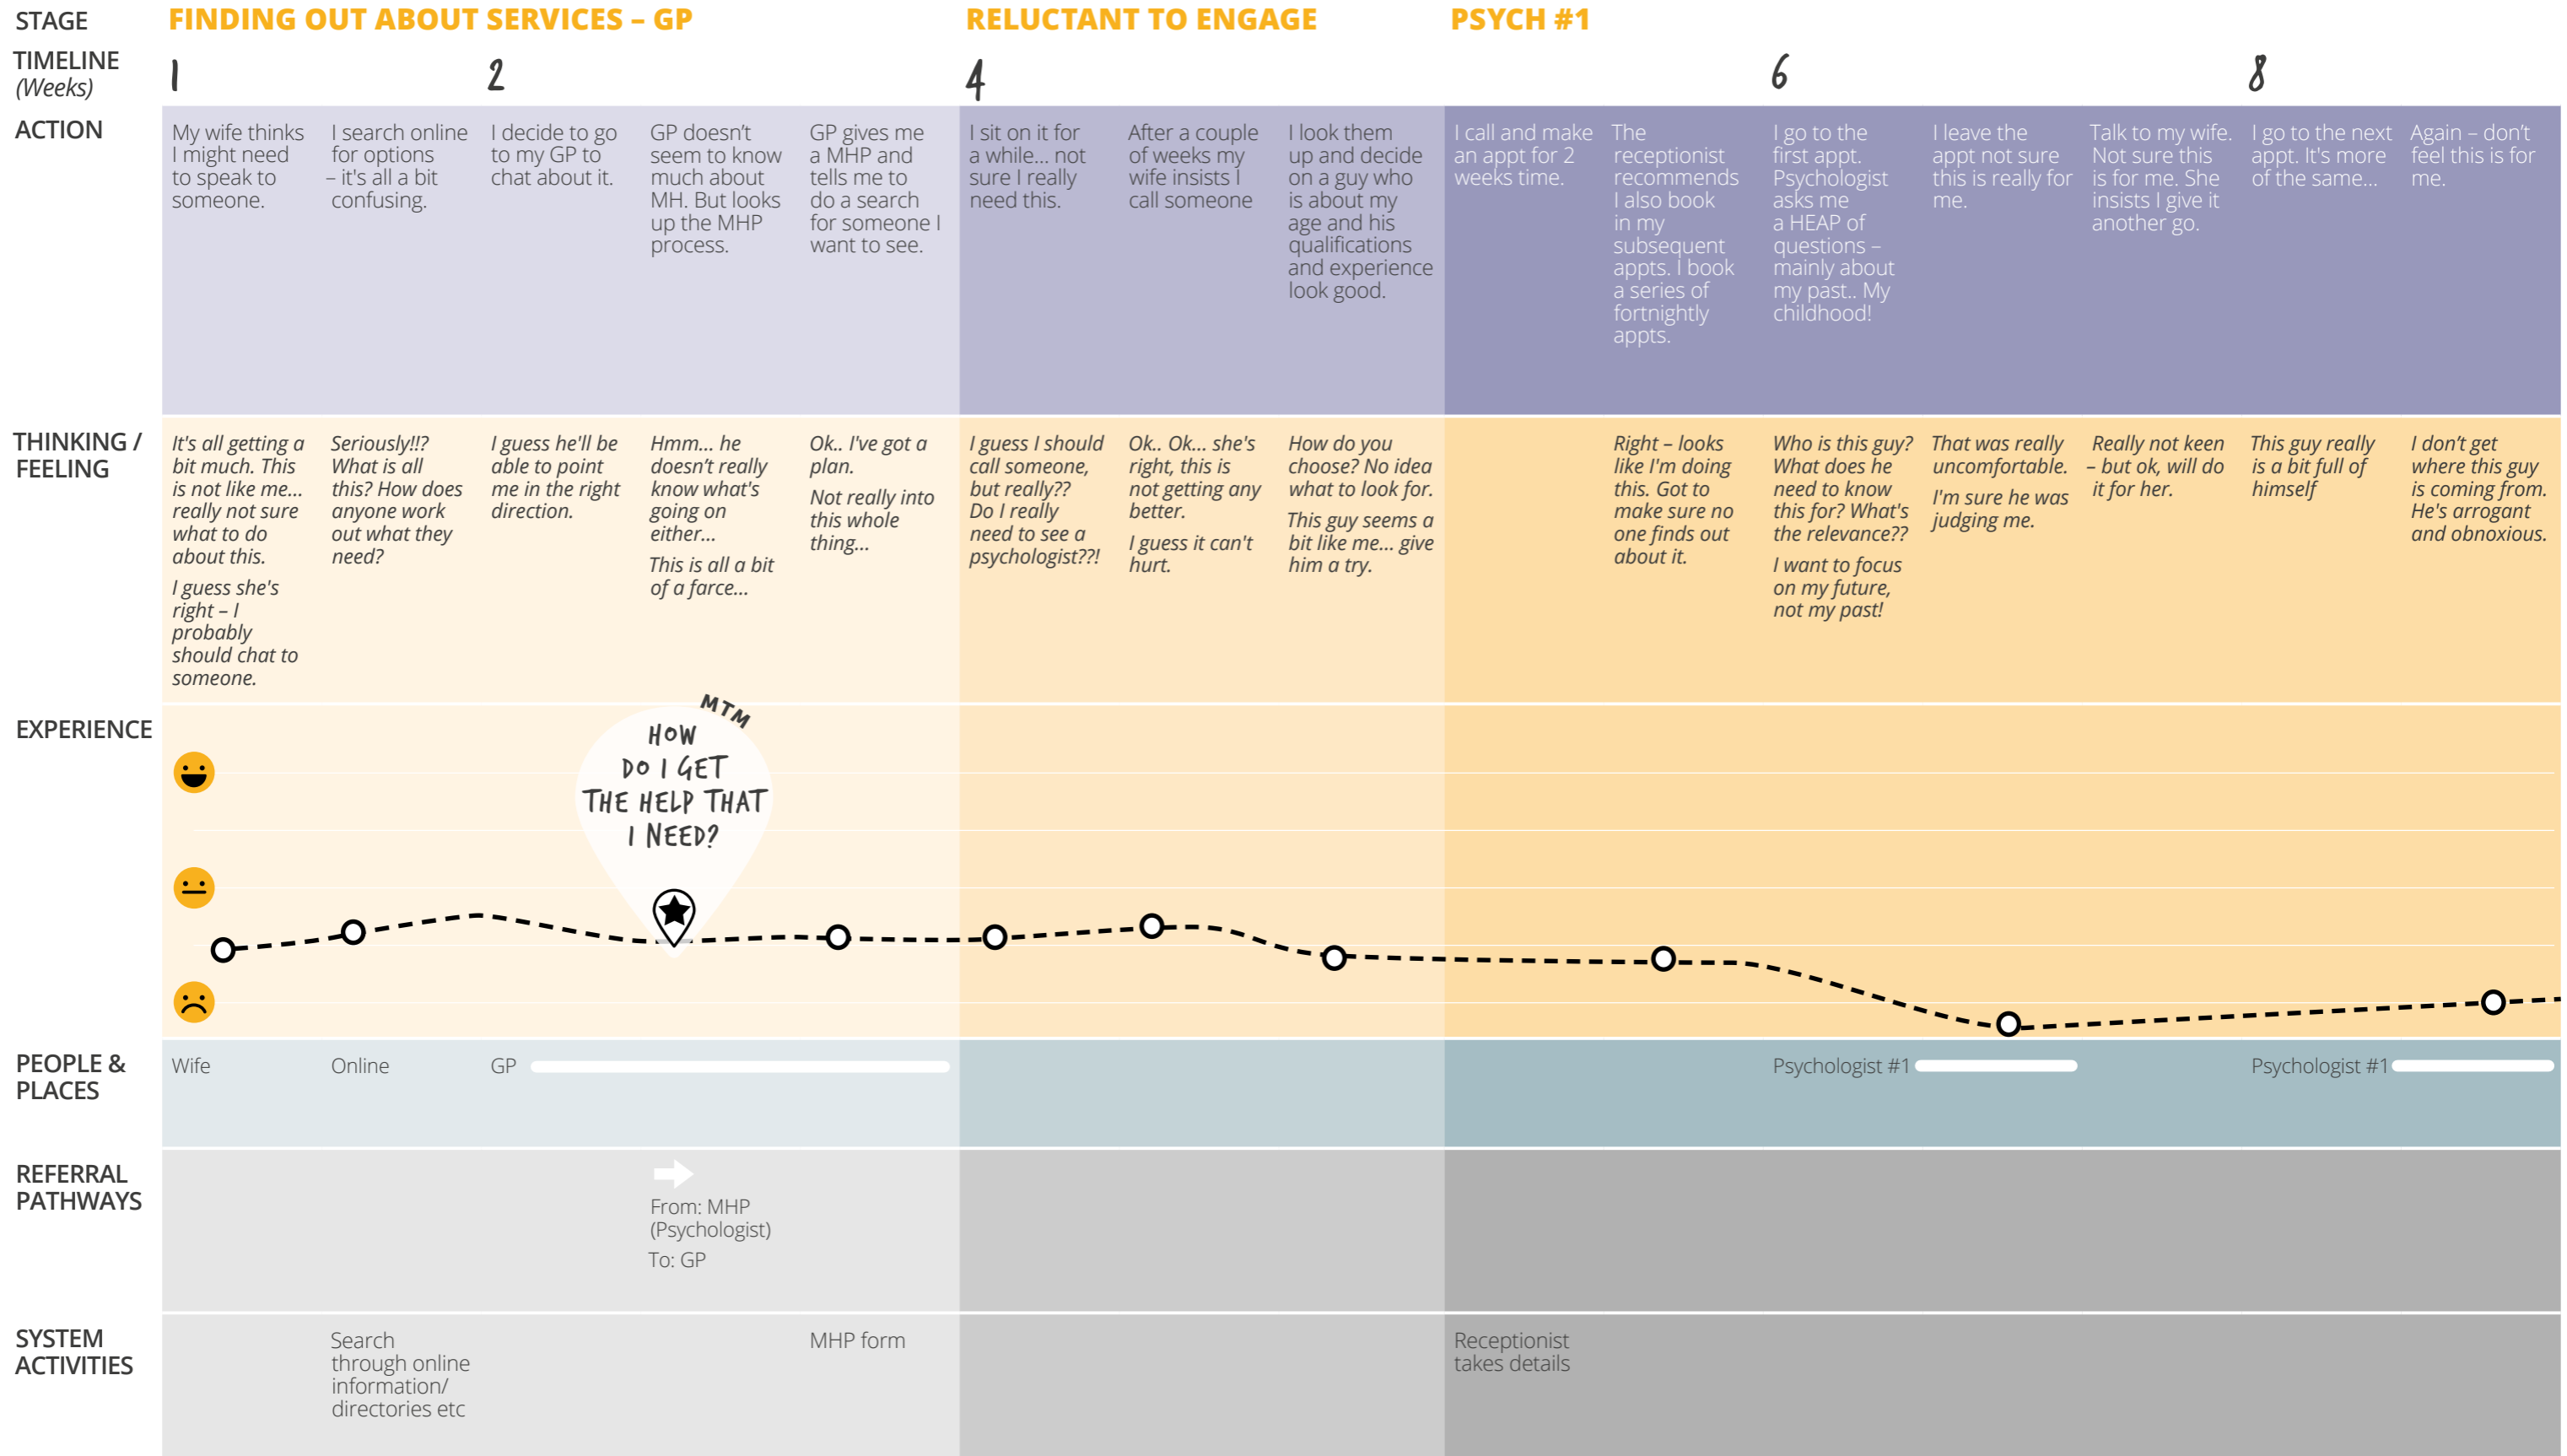 STAGE
FINDING OUT ABOUT SERVICES – GP
RELUCTANT TO ENGAGE
PSYCH #1
TIMELINE
(Weeks)
1
2
4
6
8
ACTION
My wife thinks
I might need
to speak to
someone.
I search online
for options
– it's all a bit
confusing.
I decide to go
to my GP to
chat about it.
GP doesn’t
seem to know
much about
MH. But looks
up the MHP
process.
GP gives me
a MHP and
tells me to
do a search
for someone I
want to see.
I sit on it for
a while... not
sure I really
need this.
After a couple
of weeks my
wife insists I
call someone
I look them
up and decide
on a guy who
is about my
age and his
qualifications
and experience
look good.
I call and make
an appt for 2
weeks time.
The
receptionist
recommends
I also book
in my
subsequent
appts. I book
a series of
fortnightly
appts.
I go to the
first appt.
Psychologist
asks me
a HEAP of
questions –
mainly about
my past.. My
childhood!
I leave the
appt not sure
this is really for
me.
Talk to my wife.
Not sure this
is for me. She
insists I give it
another go.
I go to the next
appt. It's more
of the same...
Again – don’t
feel this is for
me.
THINKING /
FEELING
It's all getting a
bit much. This
is not like me...
really not sure
what to do
about this.
I guess she's
right – I
probably
should chat to
someone.
Seriously!!?
What is all
this? How does
anyone work
out what they
need?
I guess he'll be
able to point
me in the right
direction.
Hmm... he
doesn’t really
know what's
going on
either...
This is all a bit
of a farce...
Ok.. I've got a
plan.
Not really into
this whole
thing...
I guess I should
call someone,
but really??
Do I really
need to see a
psychologist??!
Ok.. Ok... she's
right, this is
not getting any
better.
I guess it can't
hurt.
How do you
choose? No idea
what to look for.
This guy seems a
bit like me... give
him a try.
Right – looks
like I'm doing
this. Got to
make sure no
one finds out
about it.
Who is this guy?
What does he
need to know
this for? What's
the relevance??
I want to focus
on my future,
not my past!
That was really
uncomfortable.
I'm sure he was
judging me.
Really not keen
– but ok, will do
it for her.
This guy really
is a bit full of
himself
I don’t get
where this guy
is coming from.
He's arrogant
and obnoxious.
EXPERIENCE
MTM
HOW
DO I GET
THE HELP THAT
I NEED?
PEOPLE &
PLACES
Wife
Online
GP
Psychologist #1
Psychologist #1
REFERRAL
PATHWAYS
From: MHP
(Psychologist)
To: GP
SYSTEM
ACTIVITIES
Search
through online
information/
directories etc
MHP form
Receptionist
takes details